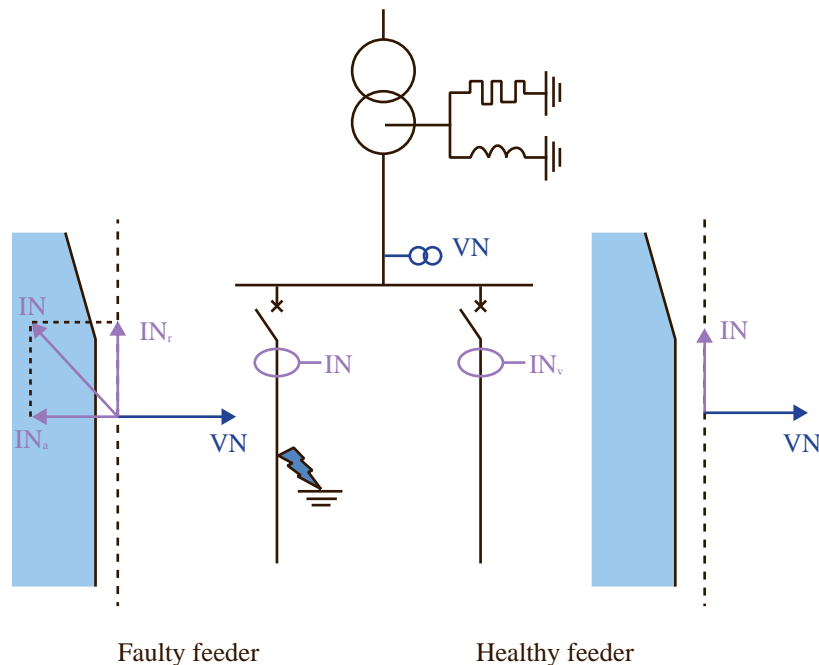 VN
IN
INᵣ
INₐ
VN
IN
INᵥ
IN
VN
Faulty feeder
Healthy feeder